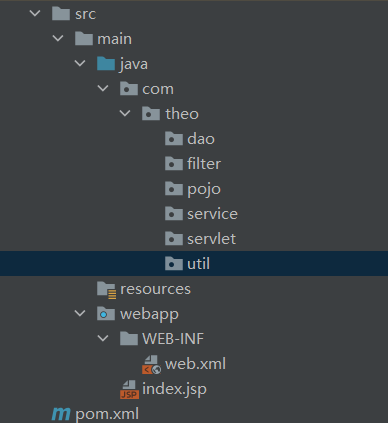 src
main
java
com
theo
dao
filter
pojo
service
servlet
util
resources
webapp
WEB-INF
web.xml
JSP index.jsp
m pom.xml